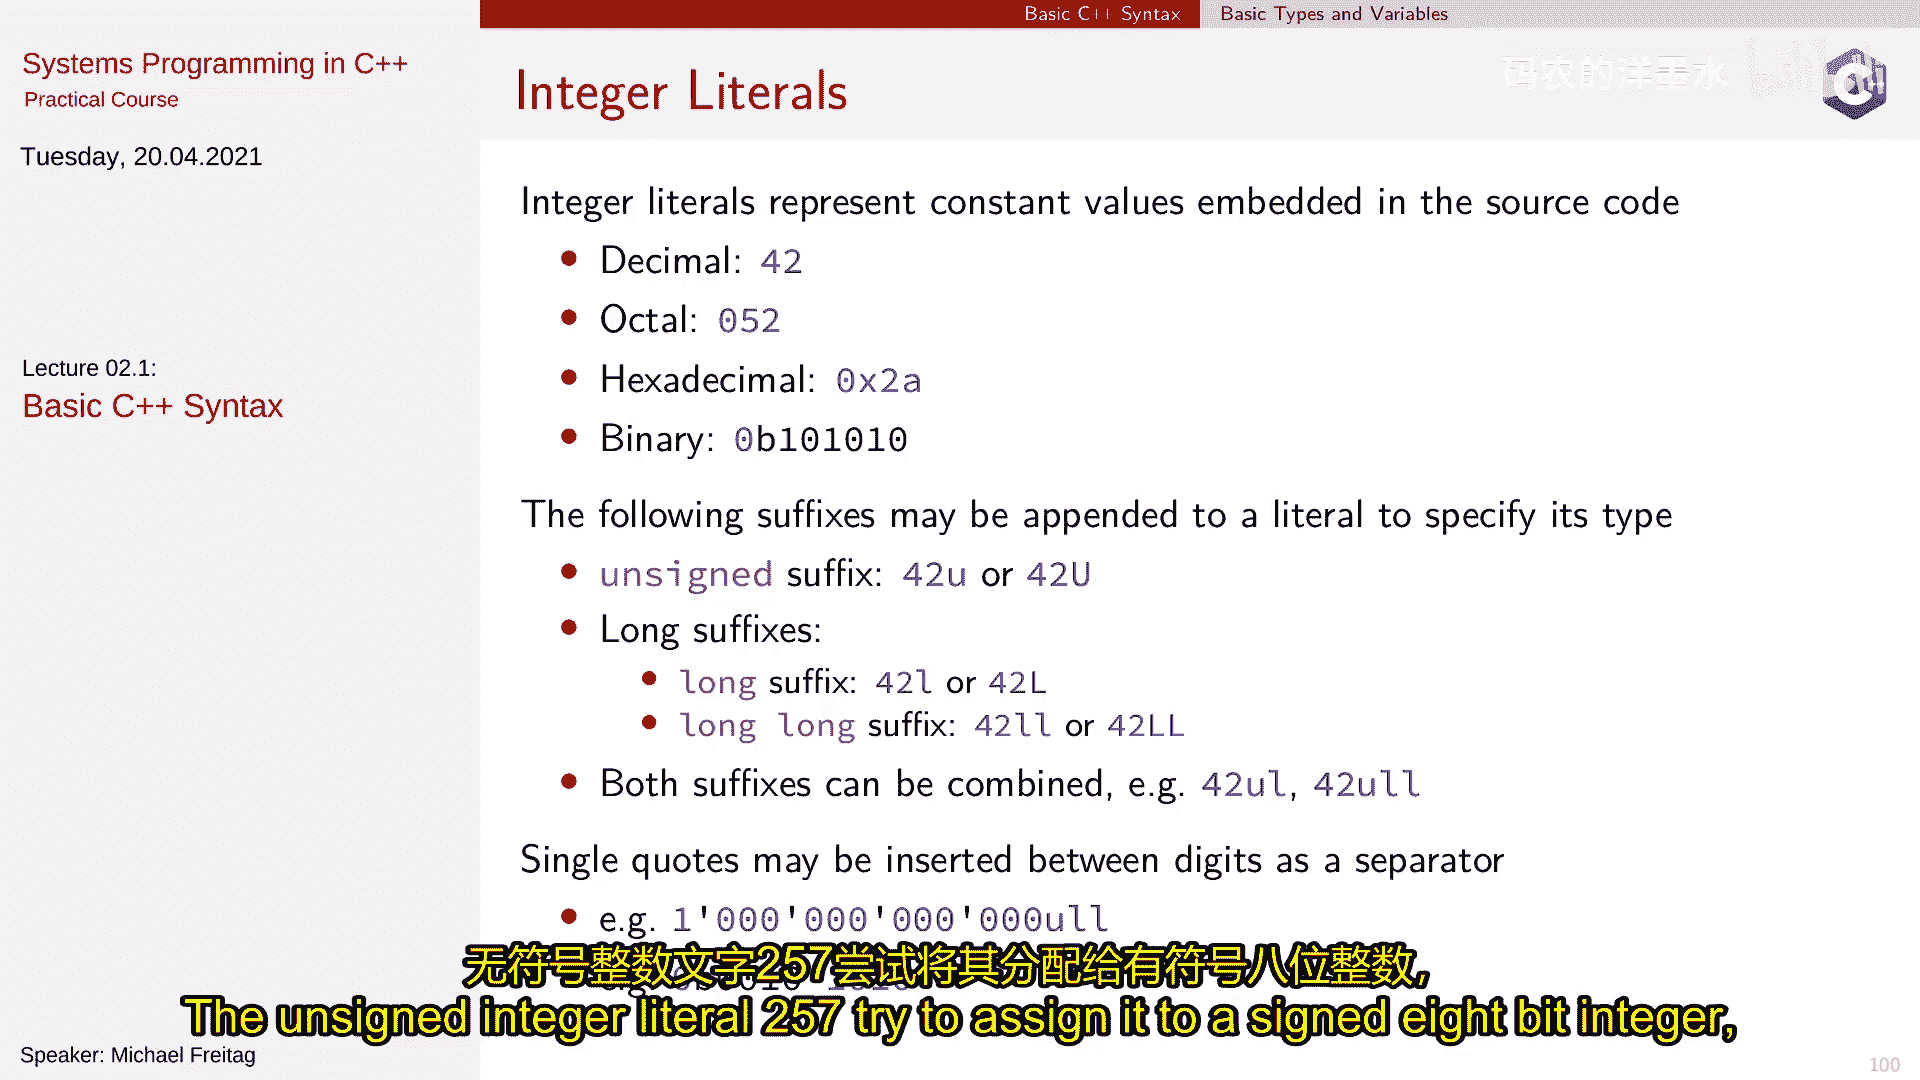 Basic C++ Syntax
Basic Types and Variables
Systems Programming in C++
Practical Course
Tuesday, 20.04.2021
Lecture 02.1:
Basic C++ Syntax
Integer Literals
码农的洋墨水
Integer literals represent constant values embedded in the source code
• Decimal: 42
• Octal: 052
• Hexadecimal: 0x2a
• Binary: 0b101010
The following suffixes may be appended to a literal to specify its type
• unsigned suffix: 42u or 42U
• Long suffixes:
• long suffix: 42l or 42L
• long long suffix: 42ll or 42LL
• Both suffixes can be combined, e.g. 42ul, 42ull
Single quotes may be inserted between digits as a separator
• e.g. 1'000'000'000'000ull
无符号整数文字257尝试将其分配给有符号八位整数,
The unsigned integer literal 257 try to assign it to a signed eight bit integer,
Speaker: Michael Freitag
100